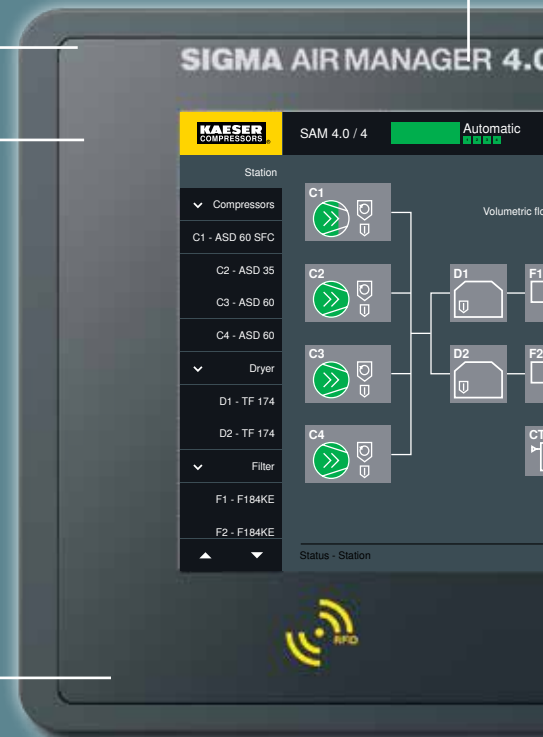 SIGMA AIR MANAGER 4.0
KAESER
COMPRESSORS
SAM 4.0 / 4
Automatic
Station
Compressors
C1 - ASD 60 SFC
C2 - ASD 35
C3 - ASD 60
C4 - ASD 60
Dryer
D1 - TF 174
D2 - TF 174
Filter
F1 - F184KE
F2 - F184KE
C1
Volumetric flo
C2
D1
F1
C3
D2
F2
C4
CT
Status - Station
RFID